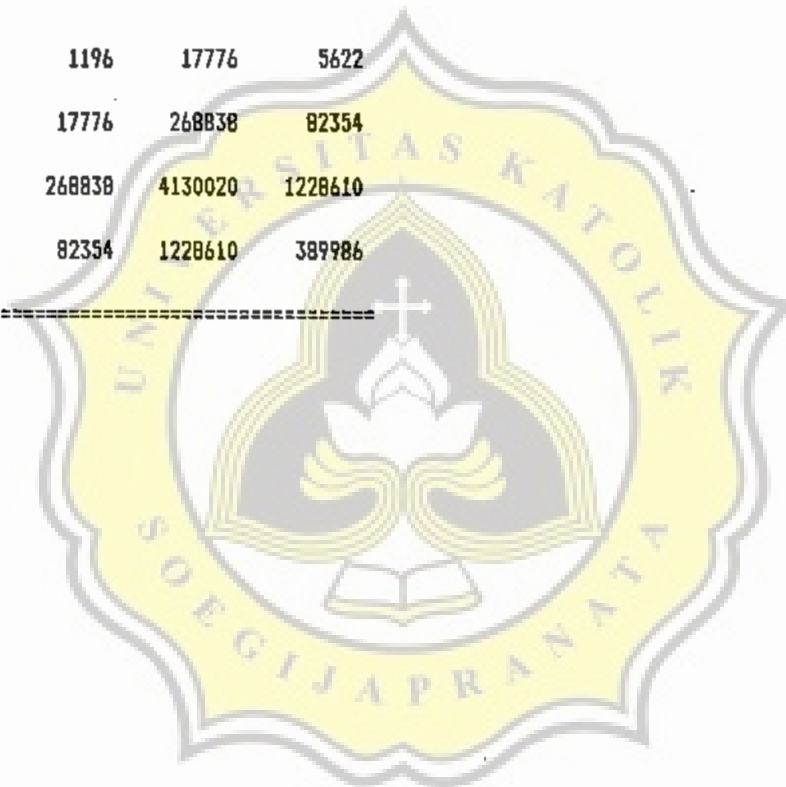 1196 17776 5622
17776 268838 82354
268838 4130020 1228610
82354 1228610 389986
==================================
UNIVERSITAS KATOLIK
SOEGIJAPRANATA